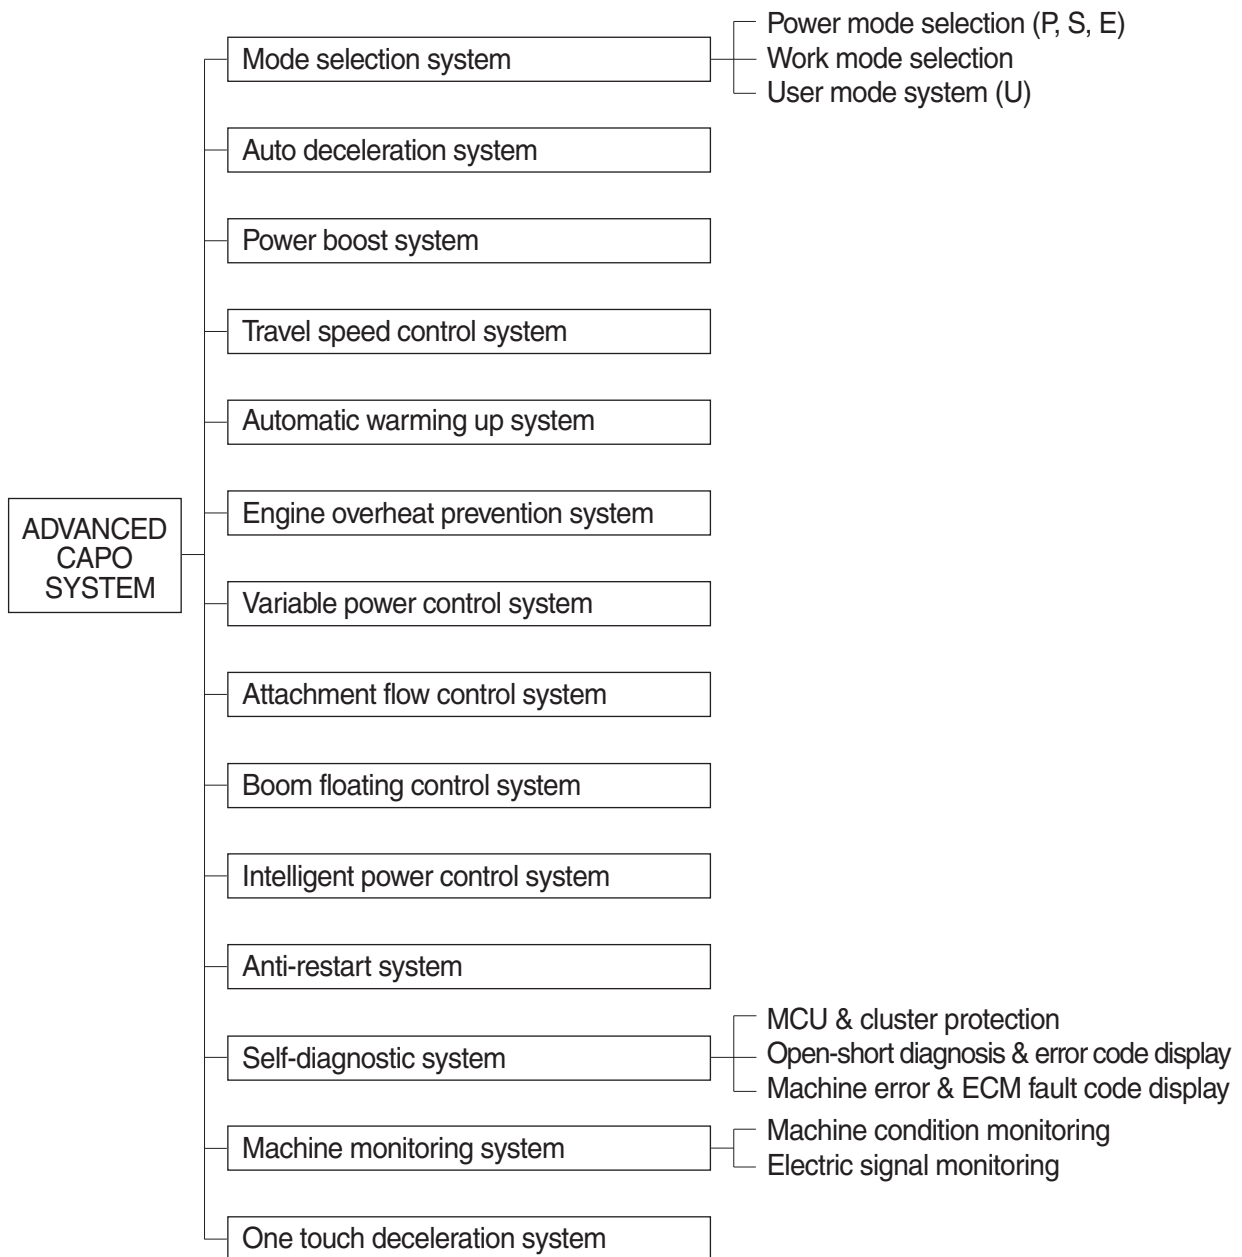 Mode selection system
Power mode selection (P, S, E)
Work mode selection
User mode system (U)
Auto deceleration system
Power boost system
Travel speed control system
Automatic warming up system
ADVANCED
CAPO
SYSTEM
Engine overheat prevention system
Variable power control system
Attachment flow control system
Boom floating control system
Intelligent power control system
Anti-restart system
Self-diagnostic system
MCU & cluster protection
Open-short diagnosis & error code display
Machine error & ECM fault code display
Machine monitoring system
Machine condition monitoring
Electric signal monitoring
One touch deceleration system